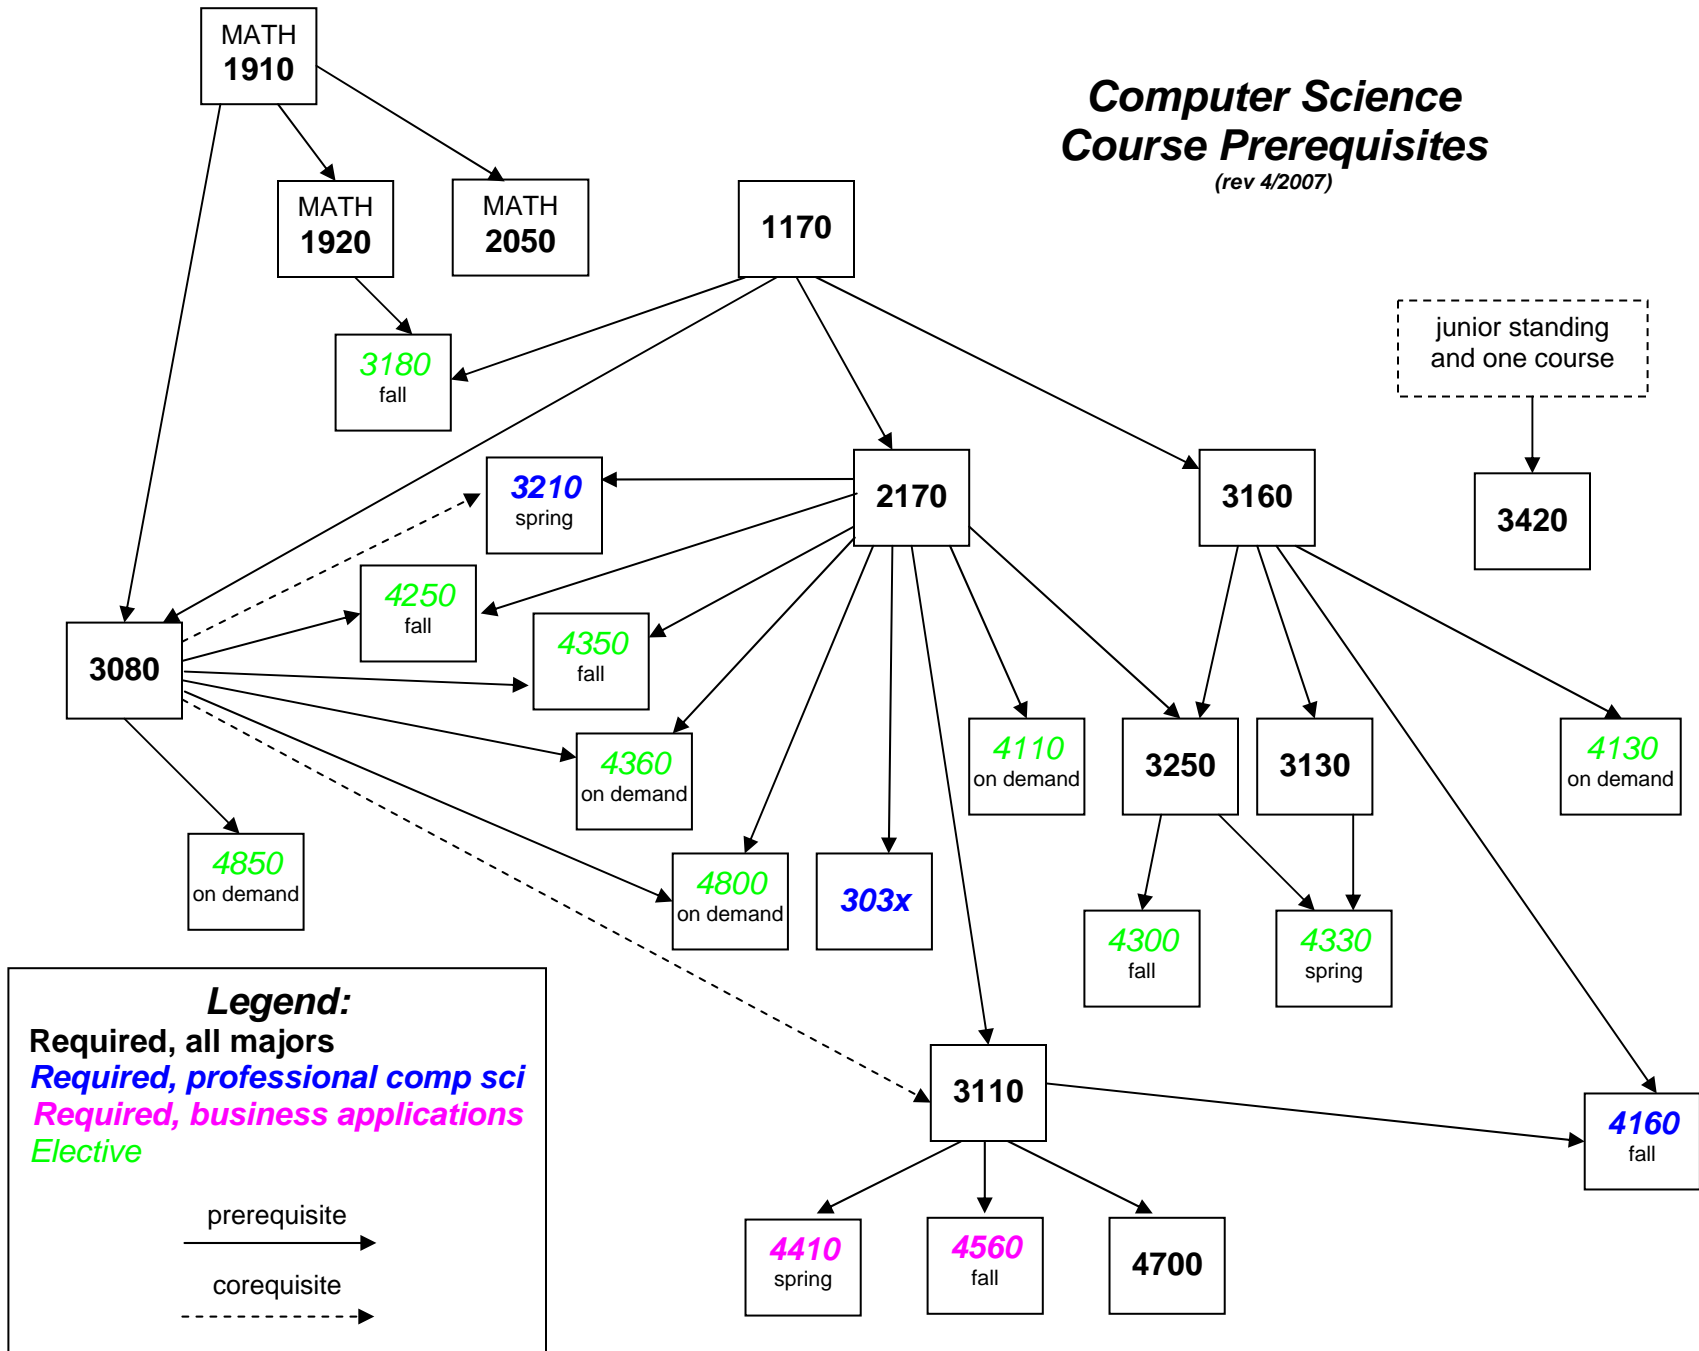 MATH
1910
Computer Science
Course Prerequisites
(rev 4/2007)
MATH
1920
MATH
2050
1170
junior standing
and one course
3180
fall
3210
spring
2170
3160
3420
4250
fall
4350
fall
3080
4360
on demand
4110
on demand
3250
3130
4130
on demand
4850
on demand
4800
on demand
303x
4300
fall
4330
spring
Legend:
Required, all majors
Required, professional comp sci
Required, business applications
Elective
prerequisite
corequisite
3110
4160
fall
4410
spring
4560
fall
4700